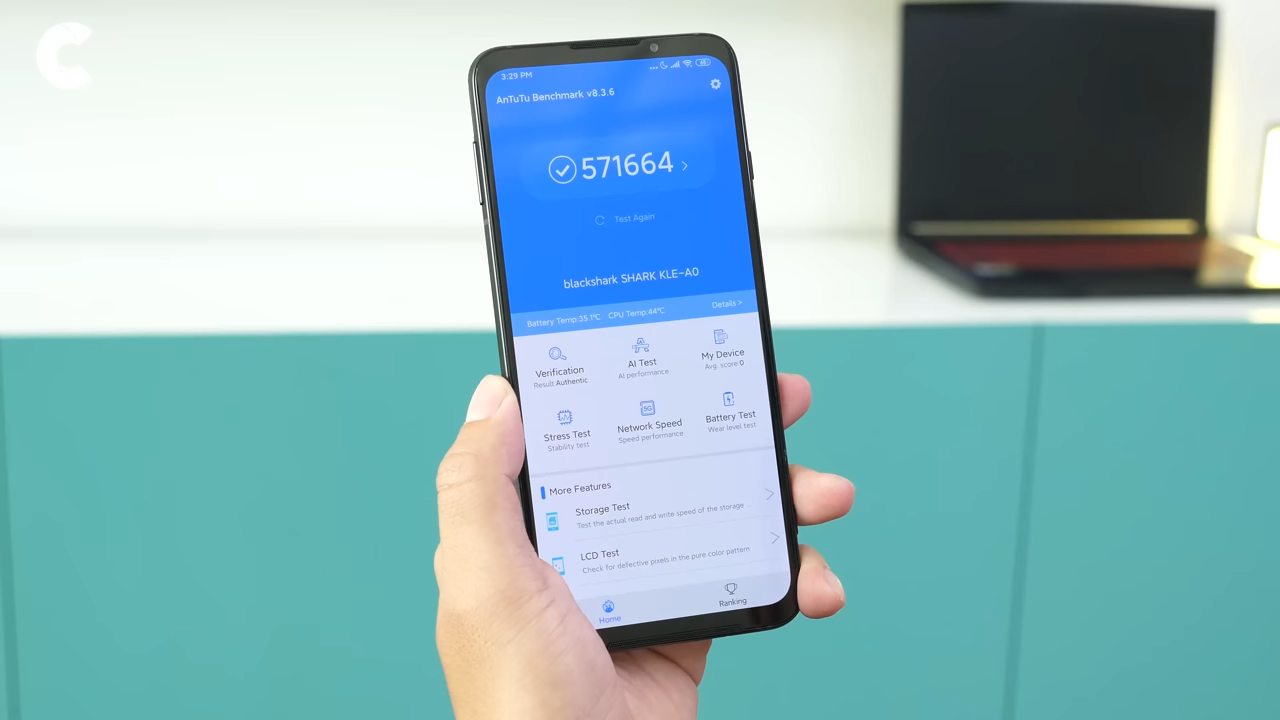 C
3:29 PM
48
AnTuTu Benchmark v8.3.6
571664
Test Again
blackshark SHARK KLE-A0
Battery Temp:35.1°C CPU Temp:44°C Details >
Verification
Result Authentic
AI Test
AI performance
My Device
Avg. score:0
Stress Test
Stability test
5G
Network Speed
Speed performance
Battery Test
Wear level test
More Features
Storage Test
Test the actual read and write speed of the storage ...
LCD Test
Check for defective pixels in the pure color pattern
Home
Ranking